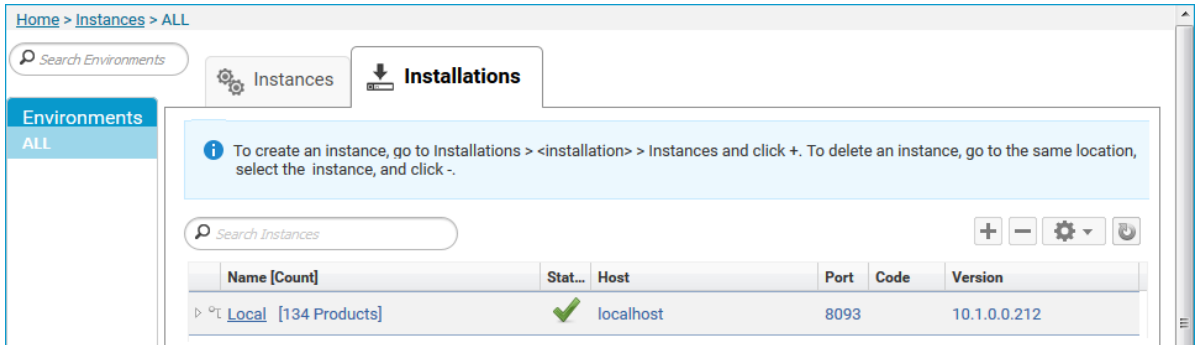 Home > Instances > ALL
Search Environments
Instances
Installations
Environments
ALL
To create an instance, go to Installations > <installation> > Instances and click +. To delete an instance, go to the same location,
select the instance, and click -.
Search Instances
Name [Count] Stat... Host Port Code Version
Local [134 Products] localhost 8093 10.1.0.0.212